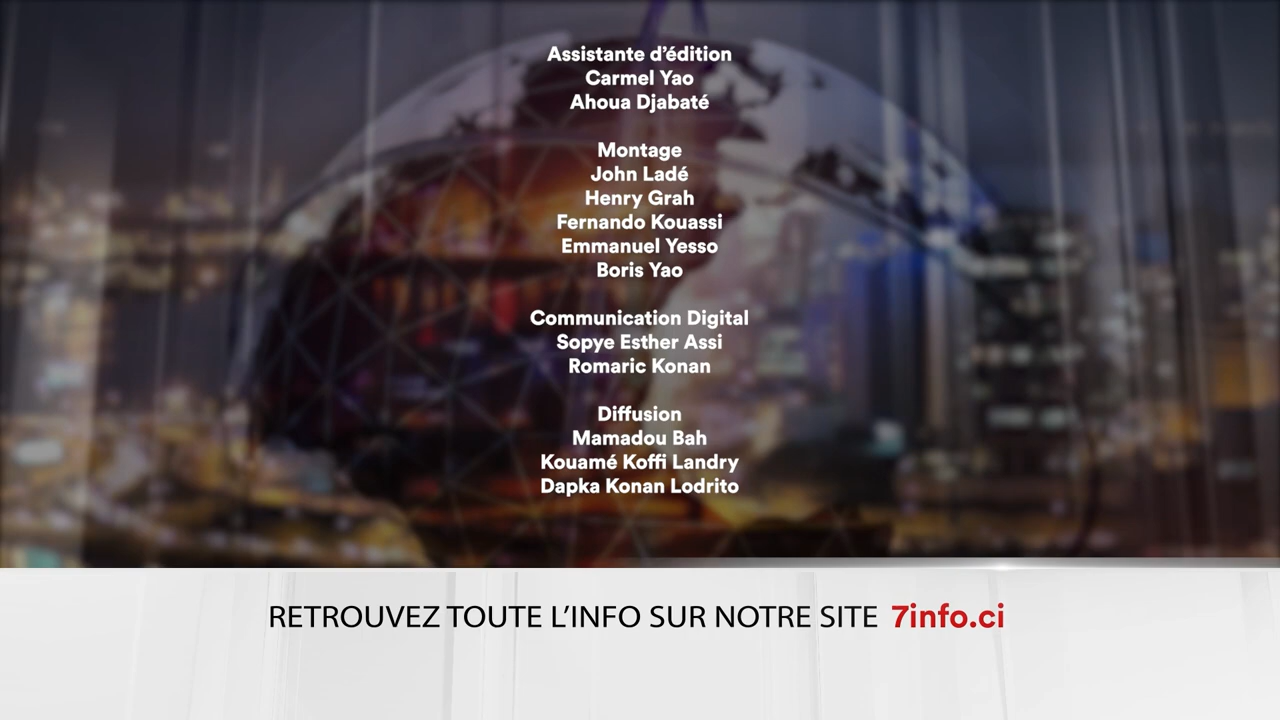 Assistante d'édition
Carmel Yao
Ahoua Djabaté
Montage
John Ladé
Henry Grah
Fernando Kouassi
Emmanuel Yesso
Boris Yao
Communication Digital
Sopye Esther Assi
Romaric Konan
Diffusion
Mamadou Bah
Kouamé Koffi Landry
Dapka Konan Lodrito
RETROUVEZ TOUTE L'INFO SUR NOTRE SITE 7info.ci